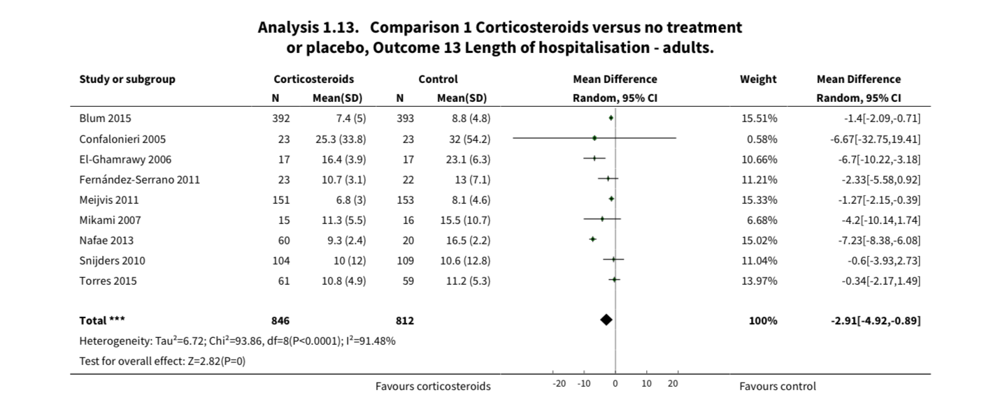 Analysis 1.13. Comparison 1 Corticosteroids versus no treatment
or placebo, Outcome 13 Length of hospitalisation - adults.
Study or subgroup Corticosteroids Control Mean Difference Weight Mean Difference
N Mean(SD) N Mean(SD) Random, 95% CI Random, 95% CI
Blum 2015 392 7.4 (5) 393 8.8 (4.8) 15.51% -1.4[-2.09,-0.71]
Confalonieri 2005 23 25.3 (33.8) 23 32 (54.2) 0.58% -6.67[-32.75,19.41]
El-Ghamrawy 2006 17 16.4 (3.9) 17 23.1 (6.3) 10.66% -6.7[-10.22,-3.18]
Fernández-Serrano 2011 23 10.7 (3.1) 22 13 (7.1) 11.21% -2.33[-5.58,0.92]
Meijvis 2011 151 6.8 (3) 153 8.1 (4.6) 15.33% -1.27[-2.15,-0.39]
Mikami 2007 15 11.3 (5.5) 16 15.5 (10.7) 6.68% -4.2[-10.14,1.74]
Nafae 2013 60 9.3 (2.4) 20 16.5 (2.2) 15.02% -7.23[-8.38,-6.08]
Snijders 2010 104 10 (12) 109 10.6 (12.8) 11.04% -0.6[-3.93,2.73]
Torres 2015 61 10.8 (4.9) 59 11.2 (5.3) 13.97% -0.34[-2.17,1.49]
Total *** 846 812 100% -2.91[-4.92,-0.89]
Heterogeneity: Tau²=6.72; Chi²=93.86, df=8(P<0.0001); I²=91.48%
Test for overall effect: Z=2.82(P=0)
Favours corticosteroids -20 -10 0 10 20 Favours control